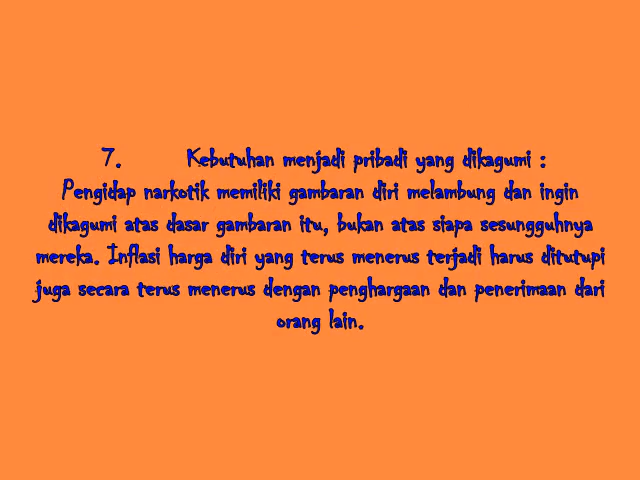 7. Kebutuhan menjadi pribadi yang dikagumi :
Pengidap narkotik memiliki gambaran diri melambung dan ingin
dikagumi atas dasar gambaran itu, bukan atas siapa sesungguhnya
mereka. Inflasi harga diri yang terus menerus terjadi harus ditutupi
juga secara terus menerus dengan penghargaan dan penerimaan dari
orang lain.